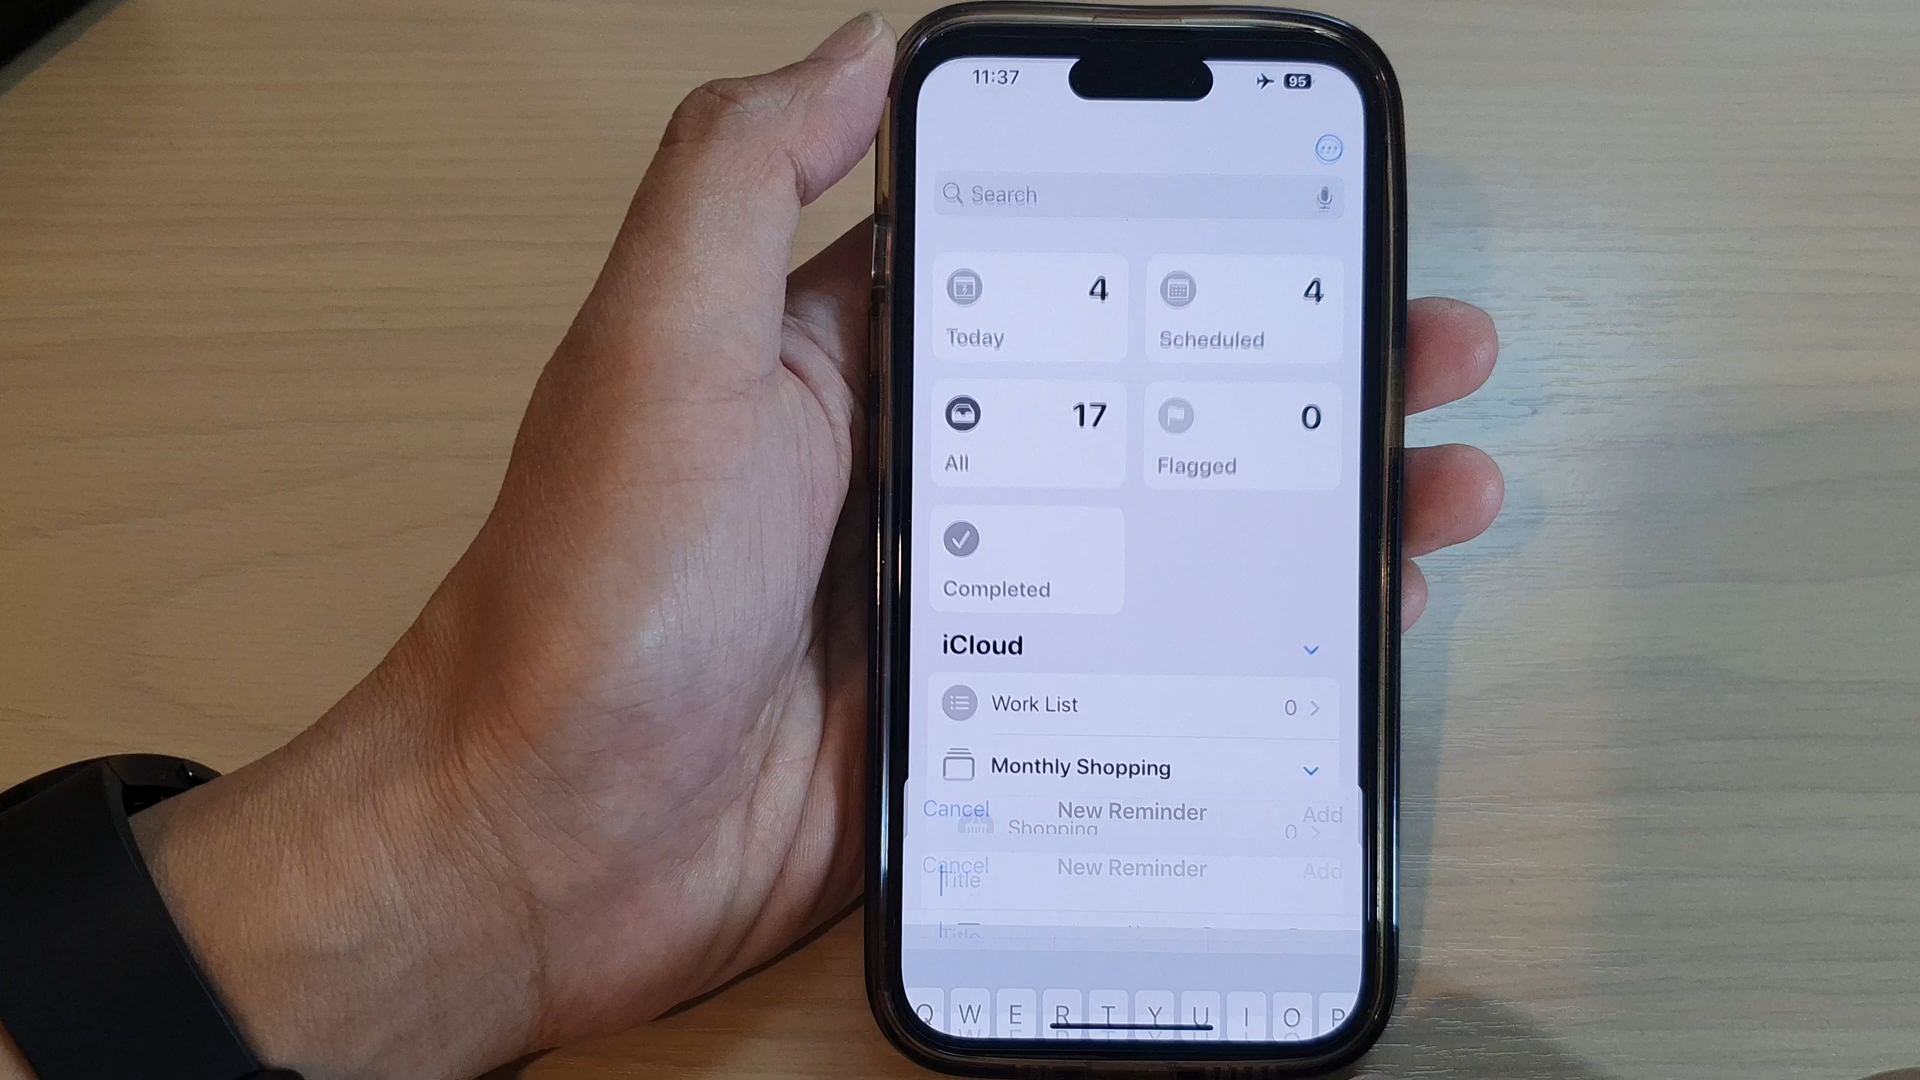 11:37 95
Search
4 4
Today Scheduled
17 0
All Flagged
Completed
iCloud
Work List 0
Monthly Shopping
Cancel New Reminder Add
Shopping 0
Cancel New Reminder Add
Title
Title
Q W E R T Y U I O P